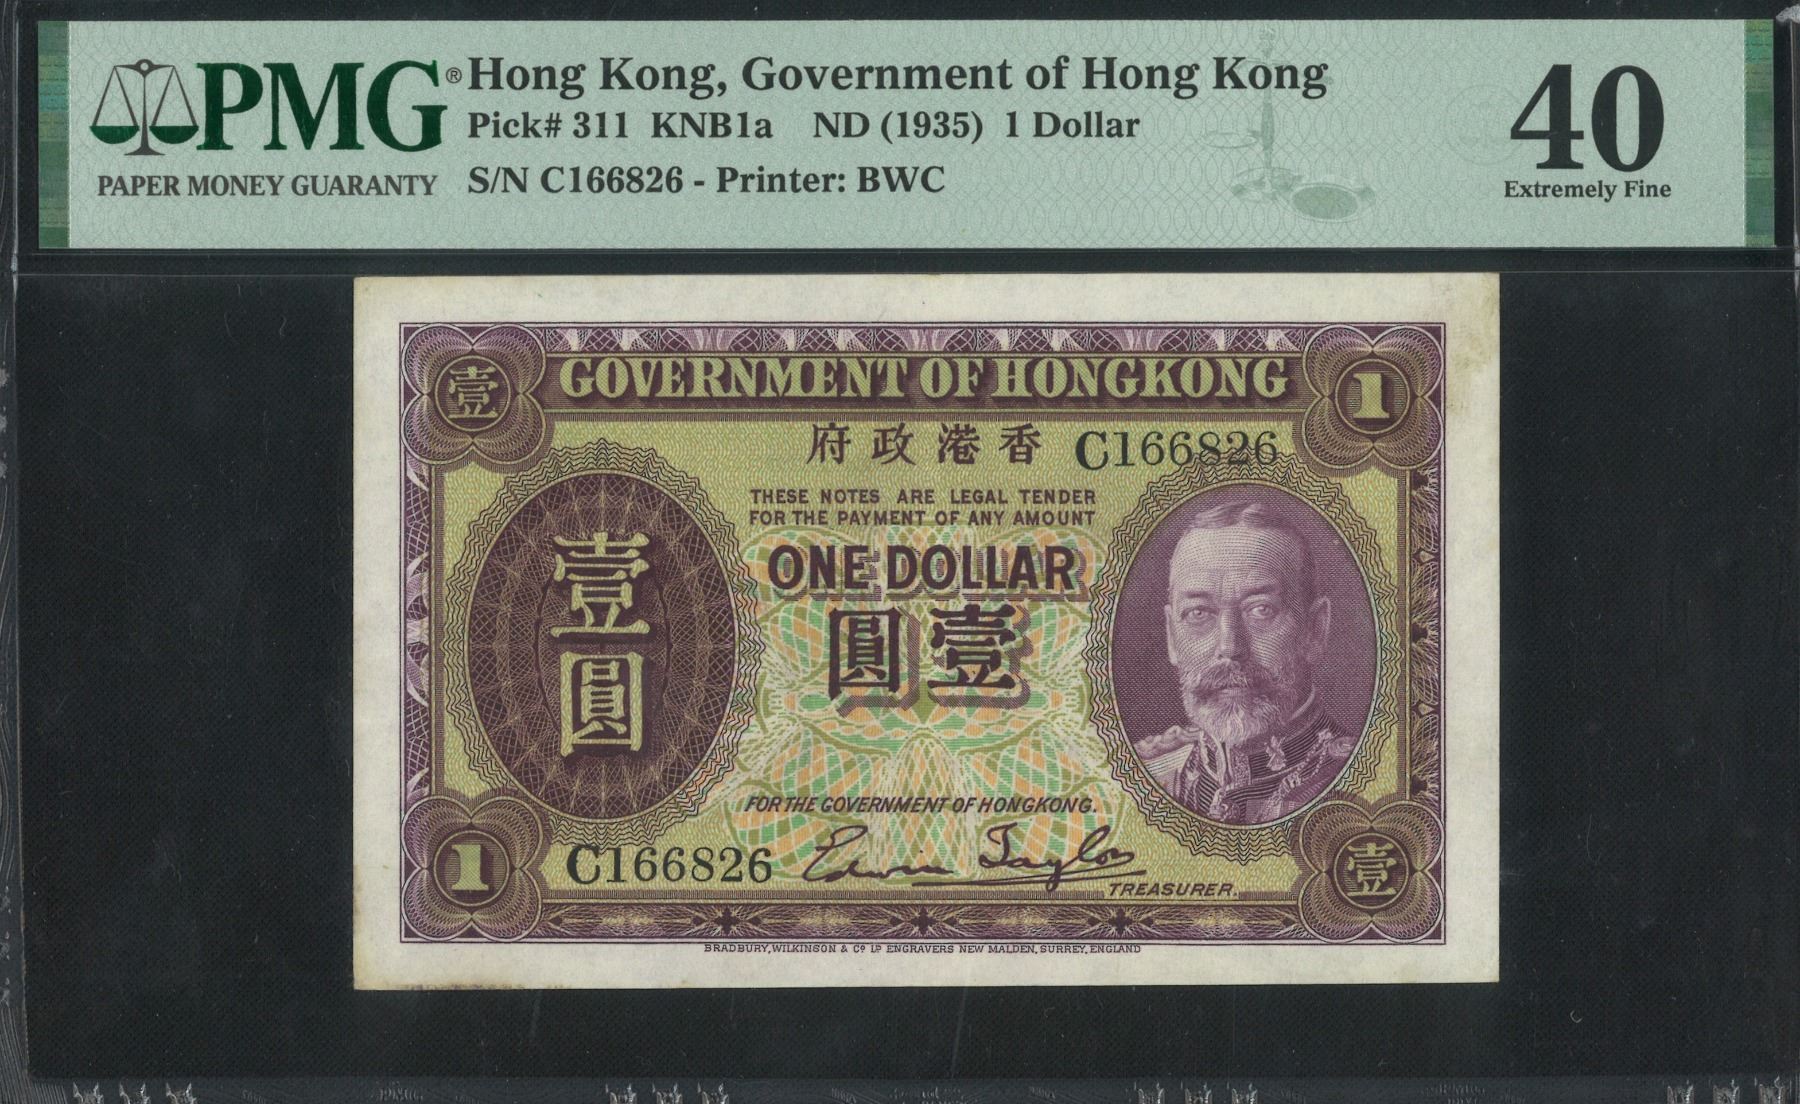 PMG®
PAPER MONEY GUARANTY
Hong Kong, Government of Hong Kong
Pick# 311 KNB1a ND (1935) 1 Dollar
S/N C166826 - Printer: BWC
40
Extremely Fine
壹
GOVERNMENT OF HONGKONG
1
府政港香
C166826
THESE NOTES ARE LEGAL TENDER
FOR THE PAYMENT OF ANY AMOUNT
ONE DOLLAR
圓壹
壹
圓
FOR THE GOVERNMENT OF HONGKONG.
1
C166826
Edwin Taylor
TREASURER.
壹
BRADBURY, WILKINSON & Co. Ld. ENGRAVERS NEW MALDEN, SURREY, ENGLAND